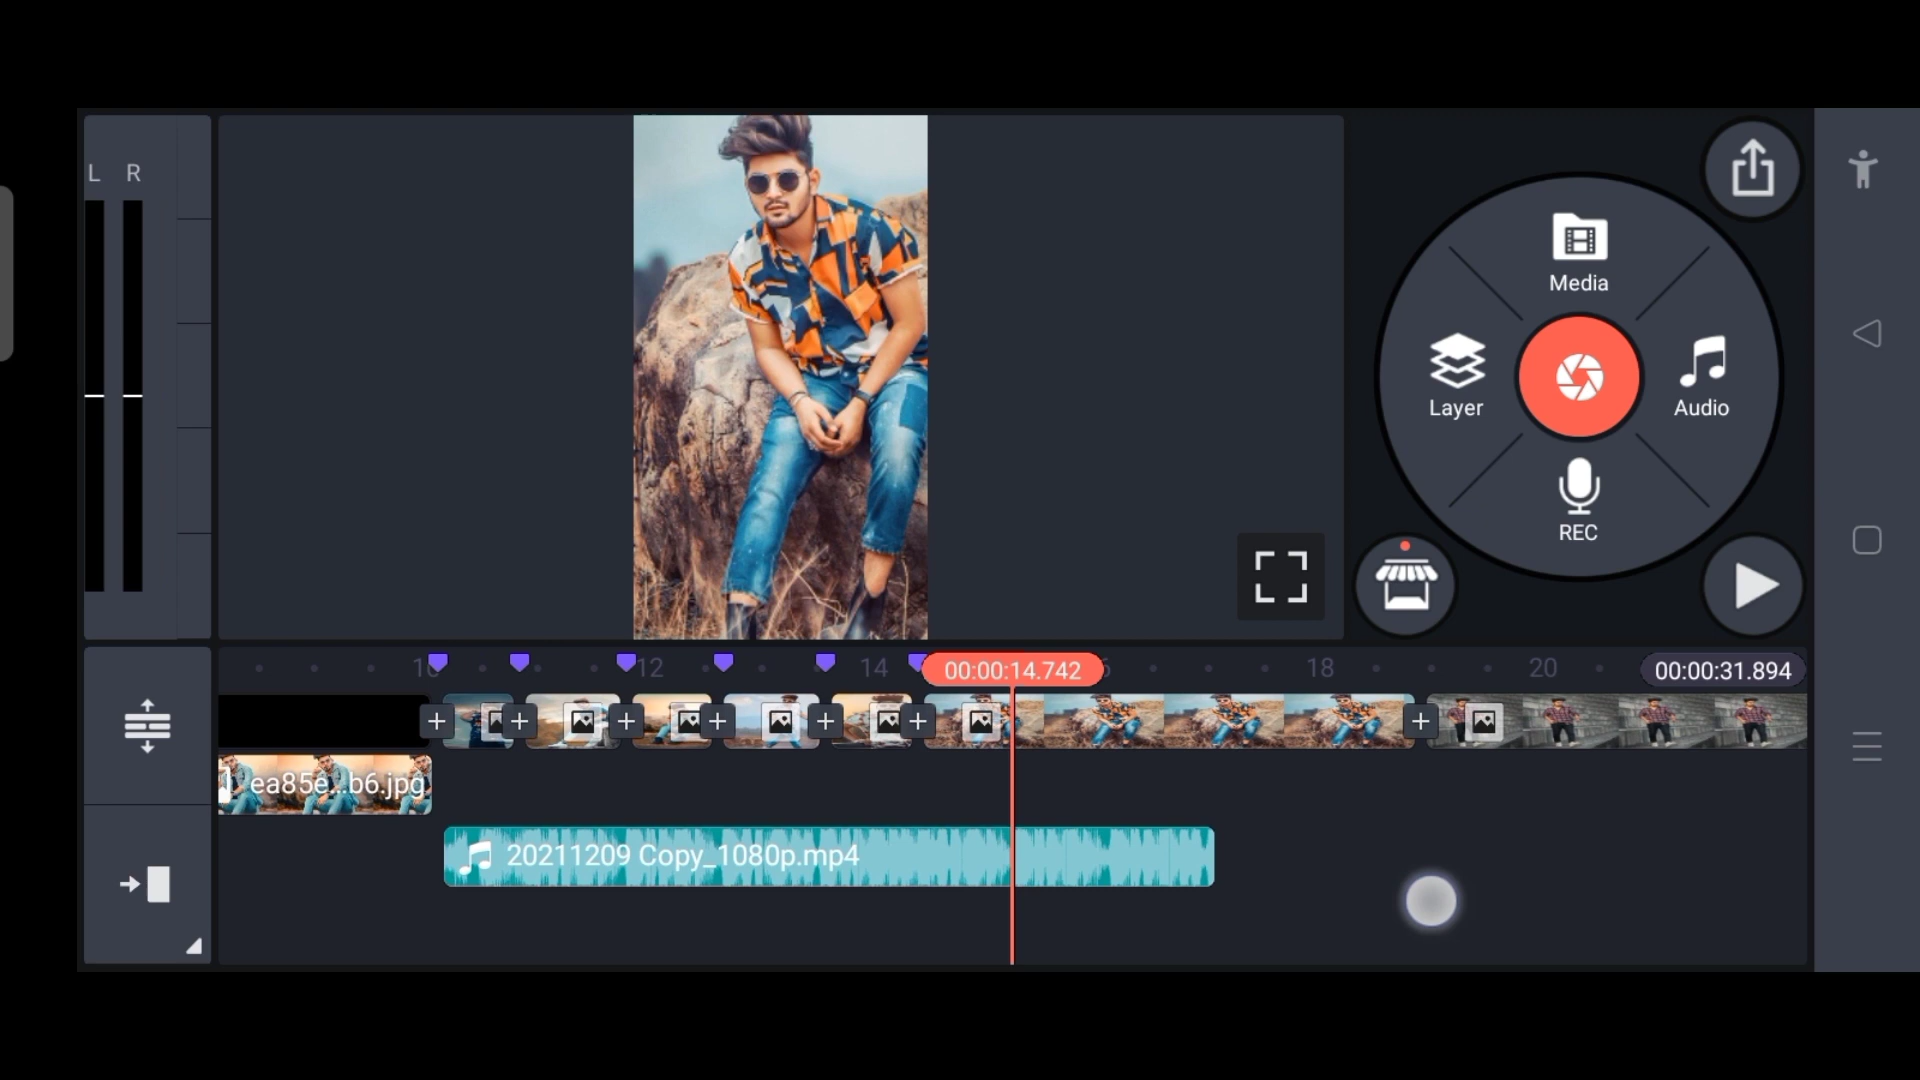 L R
Media
Layer
Audio
REC
12
14
00:00:14.742
18
20
00:00:31.894
ea85e...b6.jpg
20211209 Copy_1080p.mp4